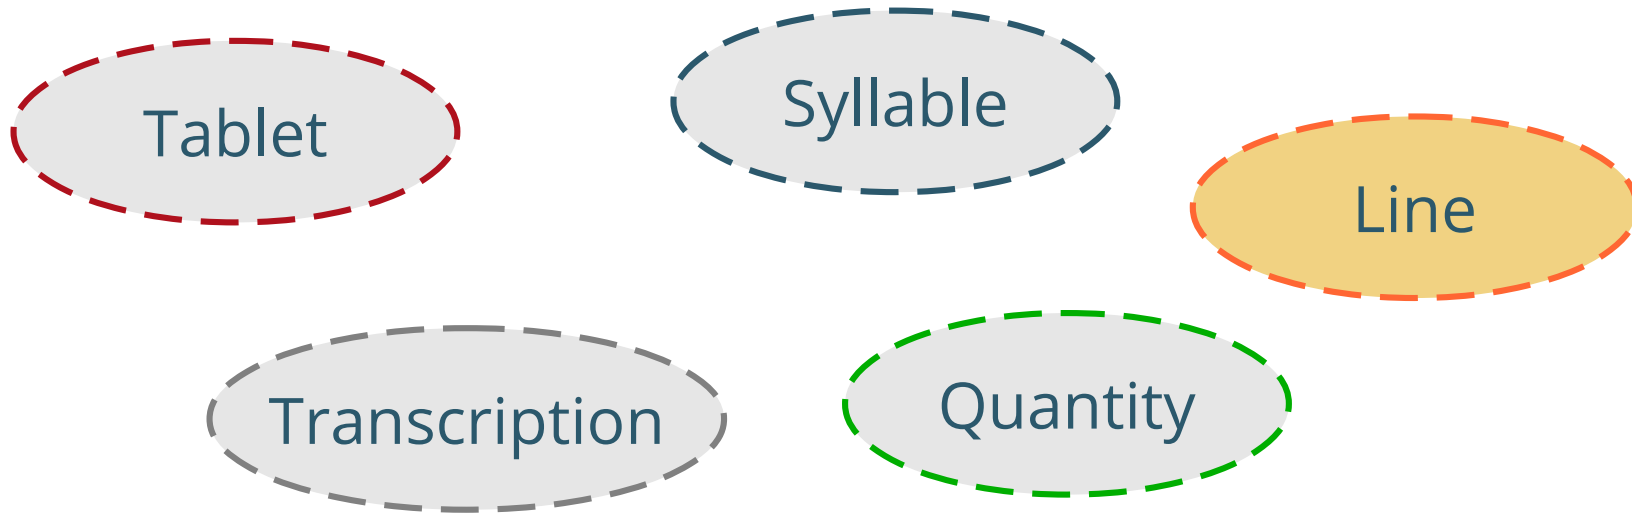 Tablet
Syllable
Line
Transcription
Quantity